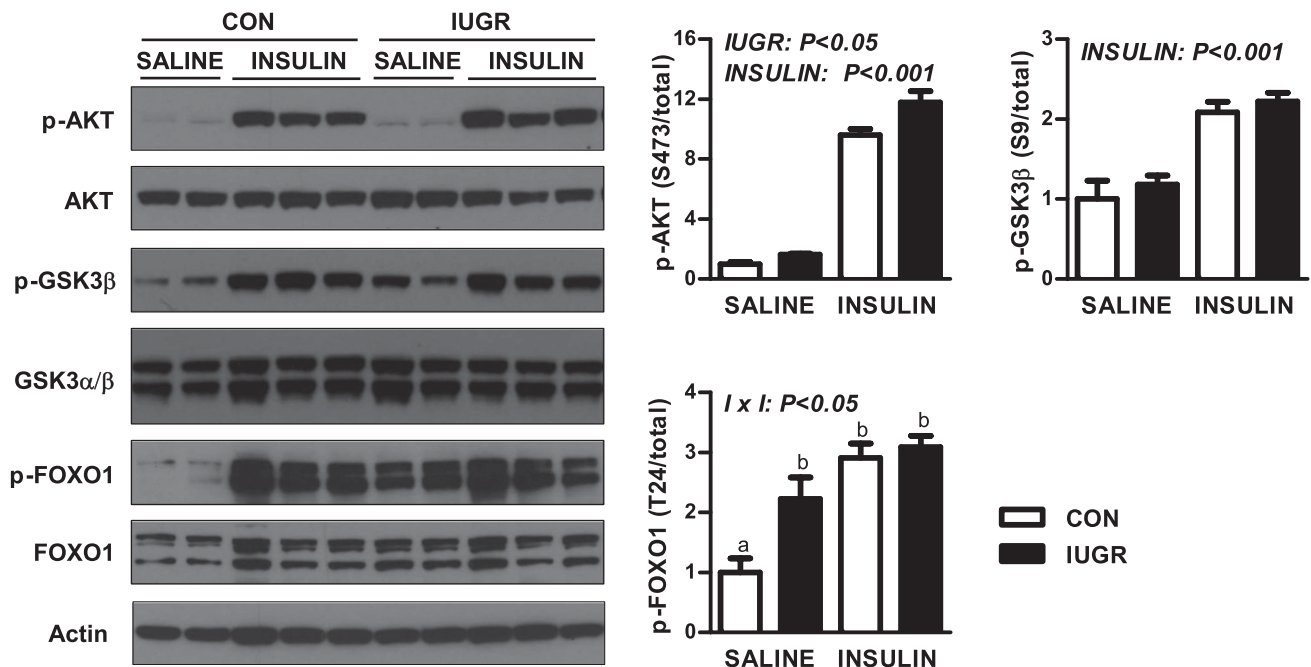 CON IUGR
SALINE INSULIN SALINE INSULIN
p-AKT
AKT
p-GSK3β
GSK3α/β
p-FOXO1
FOXO1
Actin
p-AKT (S473/total)
16
12
8
4
0
IUGR: P<0.05
INSULIN: P<0.001
SALINE INSULIN
p-GSK3β (S9/total)
3
2
1
0
INSULIN: P<0.001
SALINE INSULIN
p-FOXO1 (T24/total)
4
3
2
1
0
I x I: P<0.05
a b b b
SALINE INSULIN
CON
IUGR